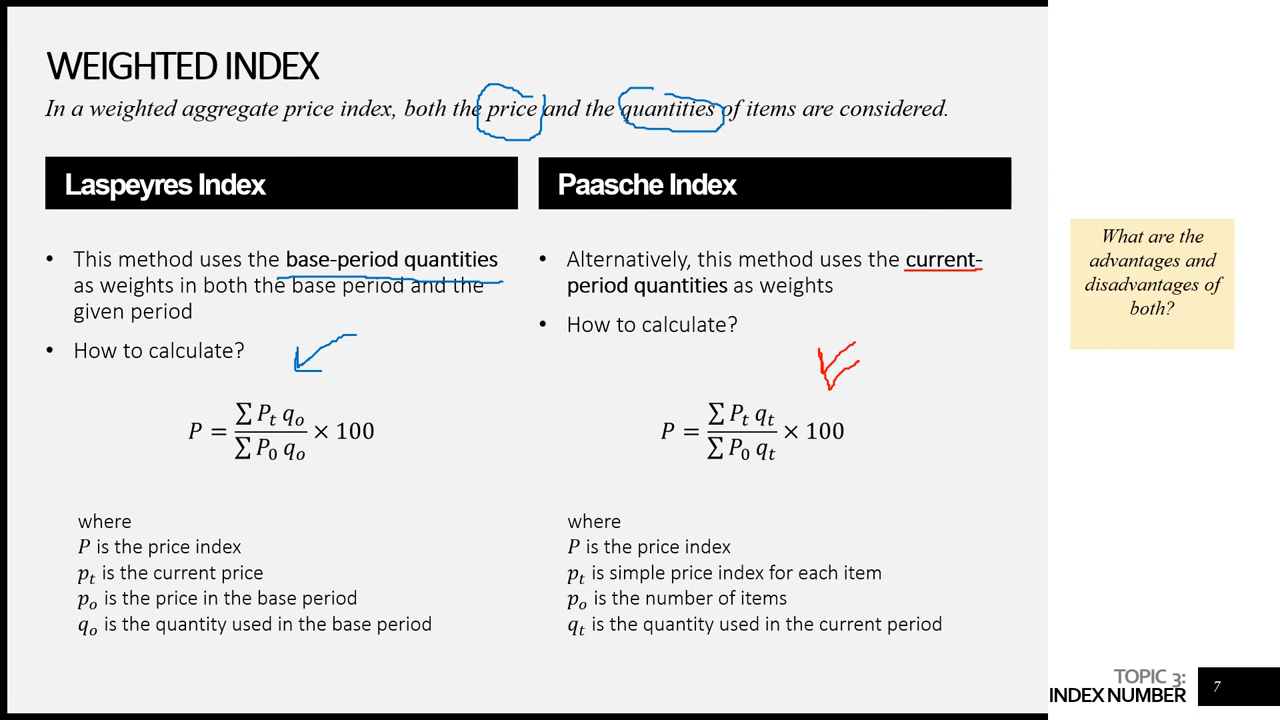 WEIGHTED INDEX
In a weighted aggregate price index, both the price and the quantities of items are considered.
Laspeyres Index
• This method uses the base-period quantities
as weights in both the base period and the
given period
• How to calculate?
P = ∑ P_t q_o / ∑ P_0 q_o × 100
where
P is the price index
p_t is the current price
p_o is the price in the base period
q_o is the quantity used in the base period
Paasche Index
• Alternatively, this method uses the current-
period quantities as weights
• How to calculate?
P = ∑ P_t q_t / ∑ P_0 q_t × 100
where
P is the price index
p_t is simple price index for each item
p_o is the number of items
q_t is the quantity used in the current period
What are the
advantages and
disadvantages of
both?
TOPIC 3:
INDEX NUMBER
7